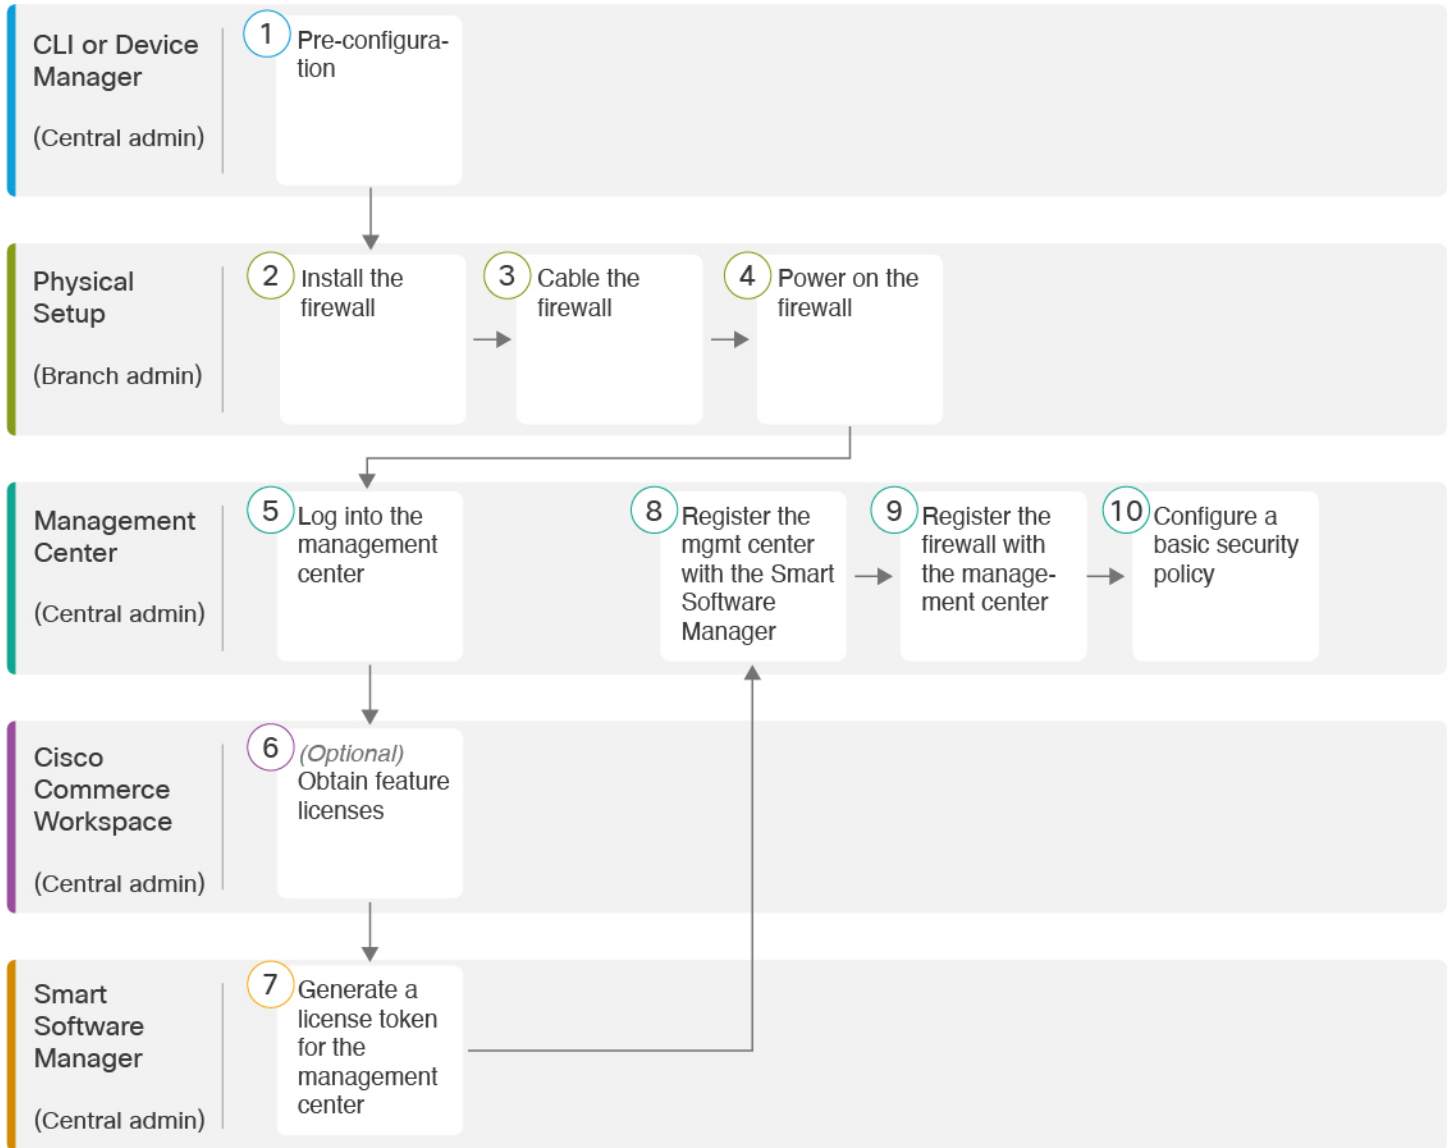 CLI or Device
Manager
(Central admin)
1
Pre-configura-
tion
Physical
Setup
(Branch admin)
2
Install the
firewall
3
Cable the
firewall
4
Power on the
firewall
Management
Center
(Central admin)
5
Log into the
management
center
8
Register the
mgmt center
with the Smart
Software
Manager
9
Register the
firewall with
the manage-
ment center
10
Configure a
basic security
policy
Cisco
Commerce
Workspace
(Central admin)
6
(Optional)
Obtain feature
licenses
Smart
Software
Manager
(Central admin)
7
Generate a
license token
for the
management
center